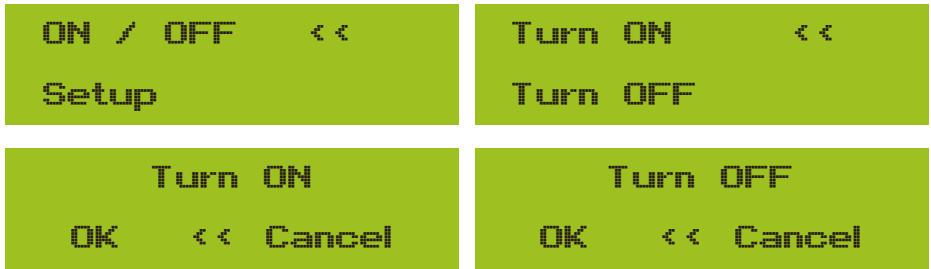 ON / OFF <<
Setup
Turn ON <<
Turn OFF
Turn ON
OK << Cancel
Turn OFF
OK << Cancel